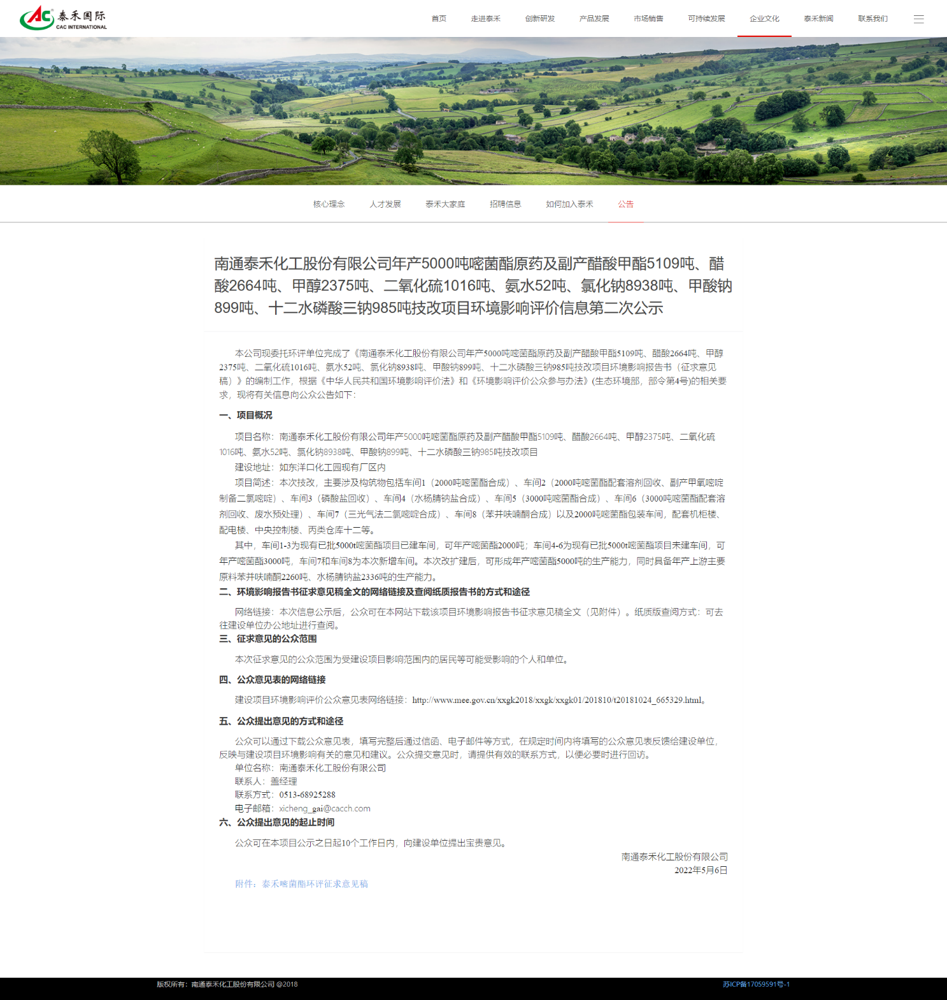 泰禾国际
CAC INTERNATIONAL
首页 走进泰禾 创新研发 产品发展 市场销售 可持续发展 企业文化 泰禾新闻 联系我们
核心理念 人才发展 泰禾大家庭 招聘信息 如何加入泰禾 公告
南通泰禾化工股份有限公司年产5000吨嘧菌酯原药及副产醋酸甲酯5109吨、醋
酸2664吨、甲醇2375吨、二氧化硫1016吨、氨水52吨、氯化钠8938吨、甲酸钠
899吨、十二水磷酸三钠985吨技改项目环境影响评价信息第二次公示
本公司现委托环评单位完成了《南通泰禾化工股份有限公司年产5000吨嘧菌酯原药及副产醋酸甲酯5109吨、醋酸2664吨、甲醇
2375吨、二氧化硫1016吨、氨水52吨、氯化钠8938吨、甲酸钠899吨、十二水磷酸三钠985吨技改项目环境影响报告书（征求意见
稿）》的编制工作，根据《中华人民共和国环境影响评价法》和《环境影响评价公众参与办法》(生态环境部，部令第4号)的相关要
求，现将有关信息向公众公告如下：
一、项目概况
项目名称：南通泰禾化工股份有限公司年产5000吨嘧菌酯原药及副产醋酸甲酯5109吨、醋酸2664吨、甲醇2375吨、二氧化硫
1016吨、氨水52吨、氯化钠8938吨、甲酸钠899吨、十二水磷酸三钠985吨技改项目
建设地址：如东洋口化工园现有厂区内
项目简述：本次技改，主要涉及构筑物包括车间1（2000吨嘧菌酯合成）、车间2（2000吨嘧菌酯配套溶剂回收、副产甲氧嘧啶
制备二氯嘧啶）、车间3（磷酸盐回收）、车间4（水杨腈钠盐合成）、车间5（3000吨嘧菌酯合成）、车间6（3000吨嘧菌酯配套溶
剂回收、废水预处理）、车间7（三光气法二氯嘧啶合成）、车间8（苯并呋喃酮合成）以及2000吨嘧菌酯包装车间，配套机柜楼、
配电楼、中央控制楼、丙类仓库十二等。
其中，车间1-3为现有已批5000t嘧菌酯项目已建车间，可年产嘧菌酯2000吨；车间4-6为现有已批5000t嘧菌酯项目未建车间，可
年产嘧菌酯3000吨，车间7和车间8为本次新增车间。本次改扩建后，可形成年产嘧菌酯5000吨的生产能力，同时具备年产上游主要
原料苯并呋喃酮2260吨、水杨腈钠盐2336吨的生产能力。
二、环境影响报告书征求意见稿全文的网络链接及查阅纸质报告书的方式和途径
网络链接：本次信息公示后，公众可在本网站下载该项目环境影响报告书征求意见稿全文（见附件）。纸质版查阅方式：可去
往建设单位办公地址进行查阅。
三、征求意见的公众范围
本次征求意见的公众范围为受建设项目影响范围内的居民等可能受影响的个人和单位。
四、公众意见表的网络链接
建设项目环境影响评价公众意见表网络链接：http://www.mee.gov.cn/xxgk2018/xxgk/xxgk01/201810/t20181024_665329.html。
五、公众提出意见的方式和途径
公众可以通过下载公众意见表，填写完整后通过信函、电子邮件等方式，在规定时间内将填写的公众意见表反馈给建设单位，
反映与建设项目环境影响有关的意见和建议。公众提交意见时，请提供有效的联系方式，以便必要时进行回访。
单位名称：南通泰禾化工股份有限公司
联系人：盖经理
联系方式：0513-68925288
电子邮箱：xicheng_gai@cacch.com
六、公众提出意见的起止时间
公众可在本项目公示之日起10个工作日内，向建设单位提出宝贵意见。
南通泰禾化工股份有限公司
2022年5月6日
附件：泰禾嘧菌酯环评征求意见稿
版权所有：南通泰禾化工股份有限公司 @2018 苏ICP备17059591号-1